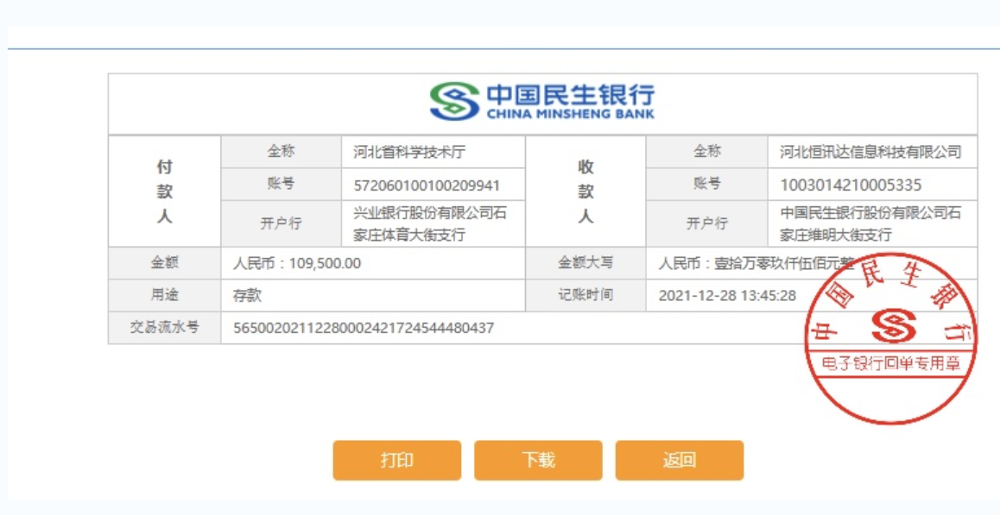 中国民生银行
CHINA MINSHENG BANK
付款人
全称
河北省科学技术厅
收款人
全称
河北恒讯达信息科技有限公司
账号
572060100100209941
账号
1003014210005335
开户行
兴业银行股份有限公司石
家庄体育大街支行
开户行
中国民生银行股份有限公司石
家庄维明大街支行
金额
人民币：109,500.00
金额大写
人民币：壹拾万零玖仟伍佰元整
用途
存款
记账时间
2021-12-28 13:45:28
交易流水号
56500202112280002421724544480437
中国民生银行
电子银行回单专用章
打印
下载
返回